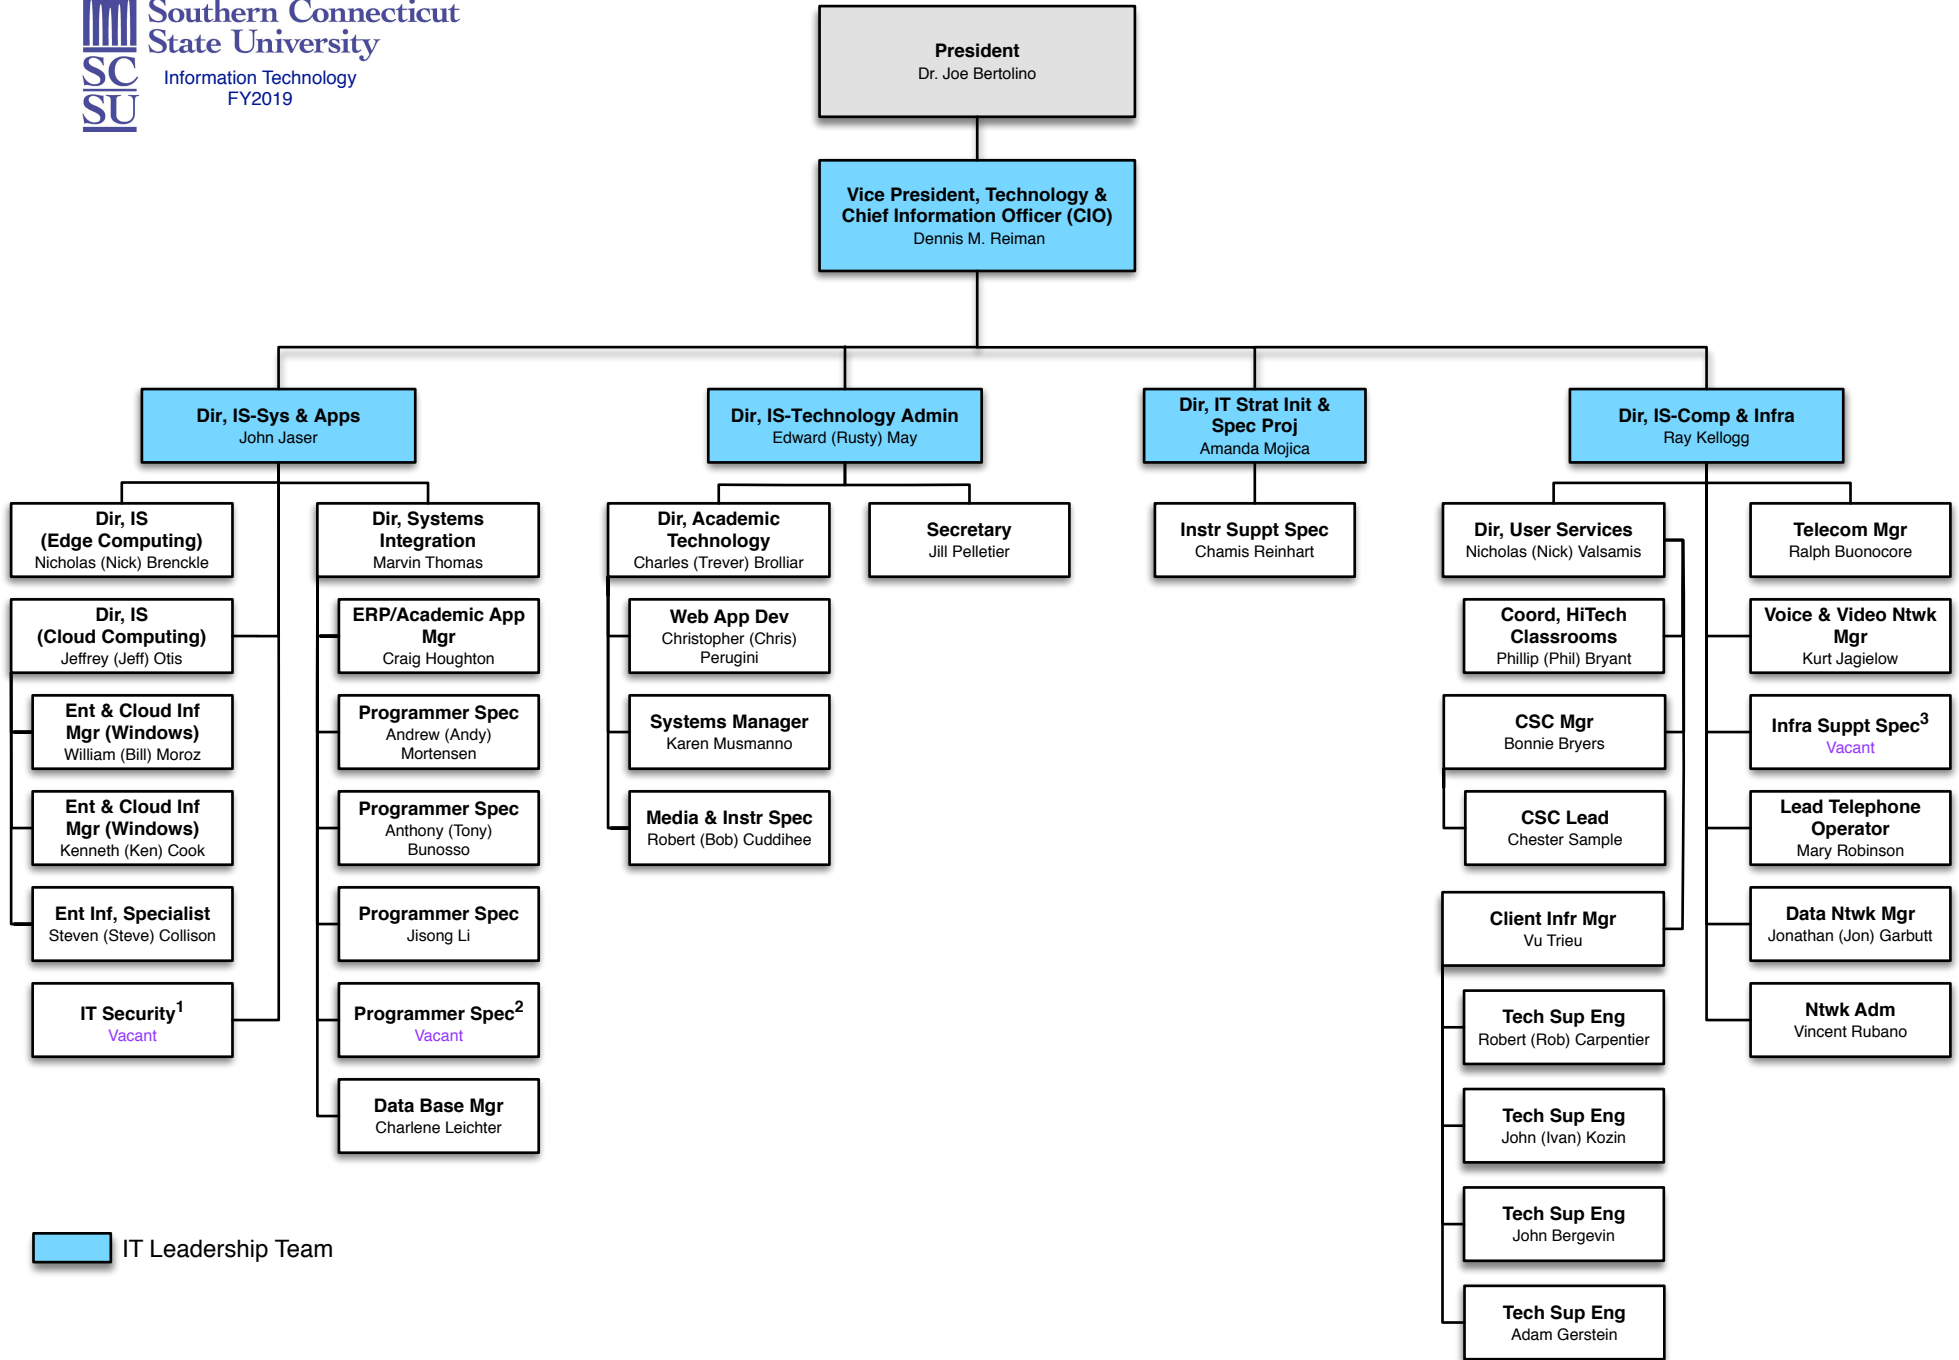 Southern Connecticut
State University
SC
SU
Information Technology
FY2019
President
Dr. Joe Bertolino
Vice President, Technology &
Chief Information Officer (CIO)
Dennis M. Reiman
Dir, IS-Sys & Apps
John Jaser
Dir, IS
(Edge Computing)
Nicholas (Nick) Brenckle
Dir, IS
(Cloud Computing)
Jeffrey (Jeff) Otis
Ent & Cloud Inf
Mgr (Windows)
William (Bill) Moroz
Ent & Cloud Inf
Mgr (Windows)
Kenneth (Ken) Cook
Ent Inf, Specialist
Steven (Steve) Collison
IT Security1
Vacant
Dir, Systems
Integration
Marvin Thomas
ERP/Academic App
Mgr
Craig Houghton
Programmer Spec
Andrew (Andy)
Mortensen
Programmer Spec
Anthony (Tony)
Bunosso
Programmer Spec
Jisong Li
Programmer Spec2
Vacant
Data Base Mgr
Charlene Leichter
Dir, IS-Technology Admin
Edward (Rusty) May
Dir, Academic
Technology
Charles (Trever) Brolliar
Web App Dev
Christopher (Chris)
Perugini
Systems Manager
Karen Musmanno
Media & Instr Spec
Robert (Bob) Cuddihee
Secretary
Jill Pelletier
Dir, IT Strat Init &
Spec Proj
Amanda Mojica
Instr Suppt Spec
Chamis Reinhart
Dir, IS-Comp & Infra
Ray Kellogg
Dir, User Services
Nicholas (Nick) Valsamis
Coord, HiTech
Classrooms
Phillip (Phil) Bryant
CSC Mgr
Bonnie Bryers
CSC Lead
Chester Sample
Client Infr Mgr
Vu Trieu
Tech Sup Eng
Robert (Rob) Carpentier
Tech Sup Eng
John (Ivan) Kozin
Tech Sup Eng
John Bergevin
Tech Sup Eng
Adam Gerstein
Telecom Mgr
Ralph Buonocore
Voice & Video Ntwk
Mgr
Kurt Jagielow
Infra Suppt Spec3
Vacant
Lead Telephone
Operator
Mary Robinson
Data Ntwk Mgr
Jonathan (Jon) Garbutt
Ntwk Adm
Vincent Rubano
IT Leadership Team